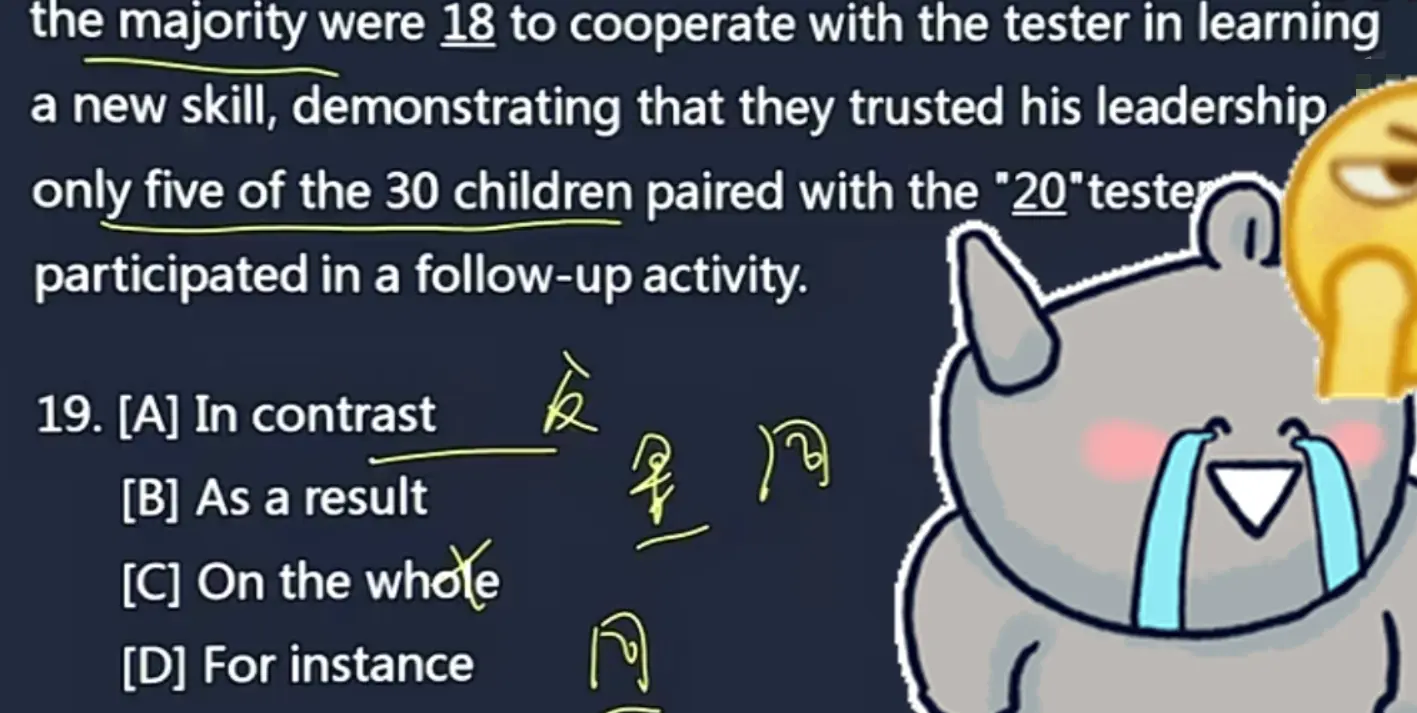 the majority were 18 to cooperate with the tester in learning
a new skill, demonstrating that they trusted his leadership
only five of the 30 children paired with the "20"teste
participated in a follow-up activity.
19. [A] In contrast 反
[B] As a result 果 同
[C] On the whole
[D] For instance 同